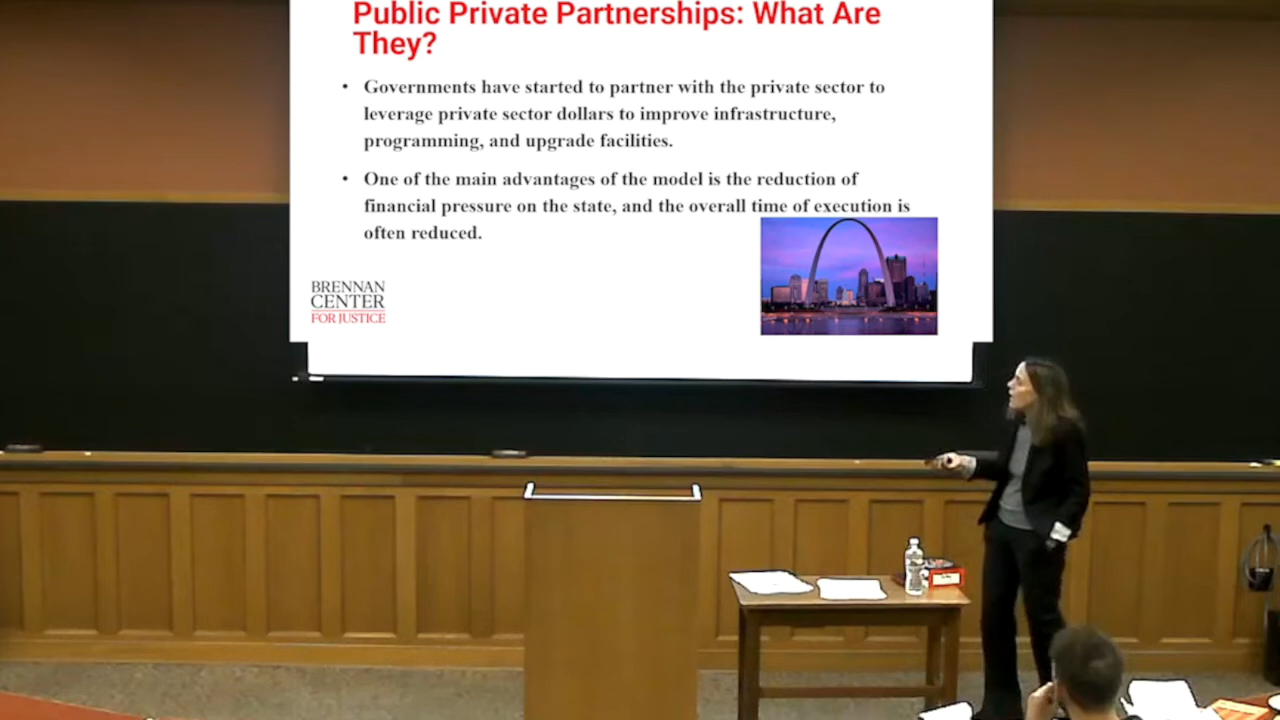 Public Private Partnerships: What Are
They?
• Governments have started to partner with the private sector to
leverage private sector dollars to improve infrastructure,
programming, and upgrade facilities.
• One of the main advantages of the model is the reduction of
financial pressure on the state, and the overall time of execution is
often reduced.
BRENNAN
CENTER
FOR JUSTICE